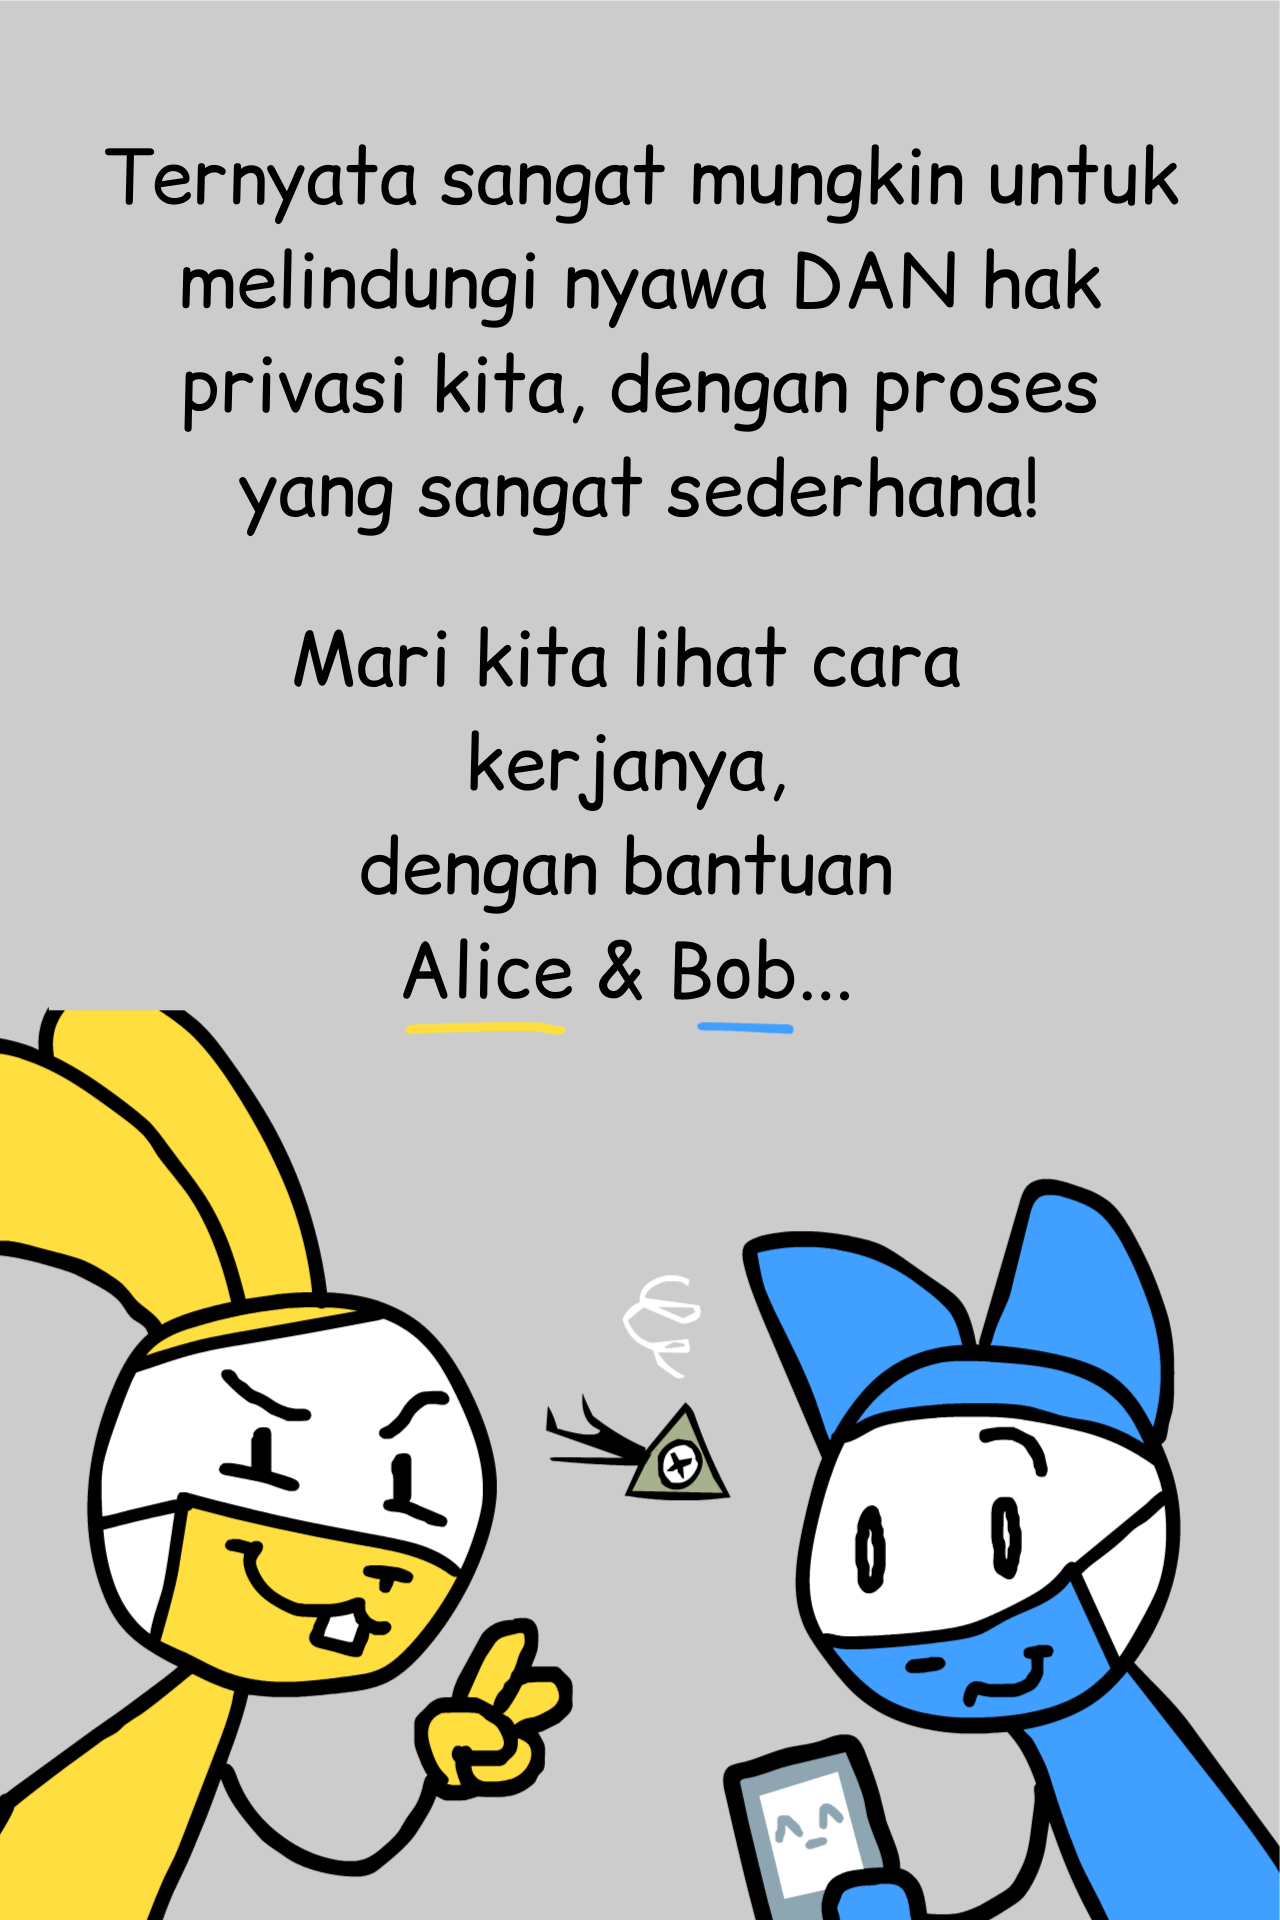 Ternyata sangat mungkin untuk
melindungi nyawa DAN hak
privasi kita, dengan proses
yang sangat sederhana!
Mari kita lihat cara
kerjanya,
dengan bantuan
Alice & Bob...